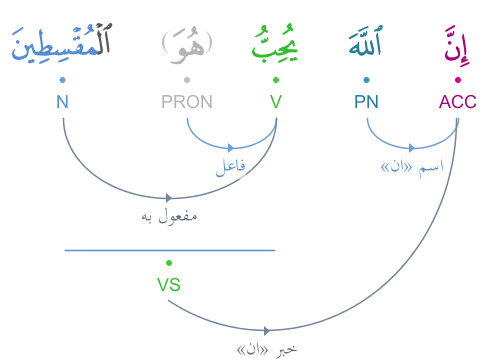 إِنَّ ٱللَّهَ يُحِبُّ (هُوَ) ٱلْمُقْسِطِينَ
ACC PN V PRON N
اسم «ان» فاعل
مفعول به
VS
خبر «ان»